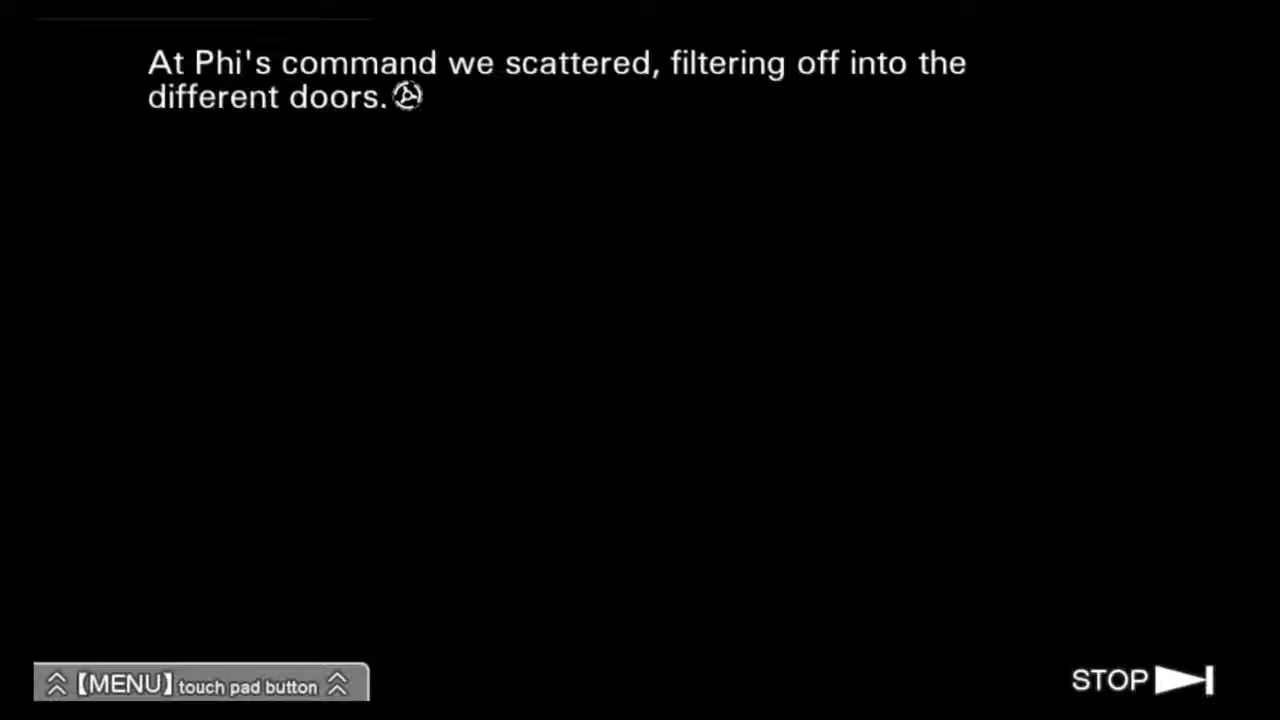 At Phi's command we scattered, filtering off into the
different doors.
【MENU】touch pad button
STOP